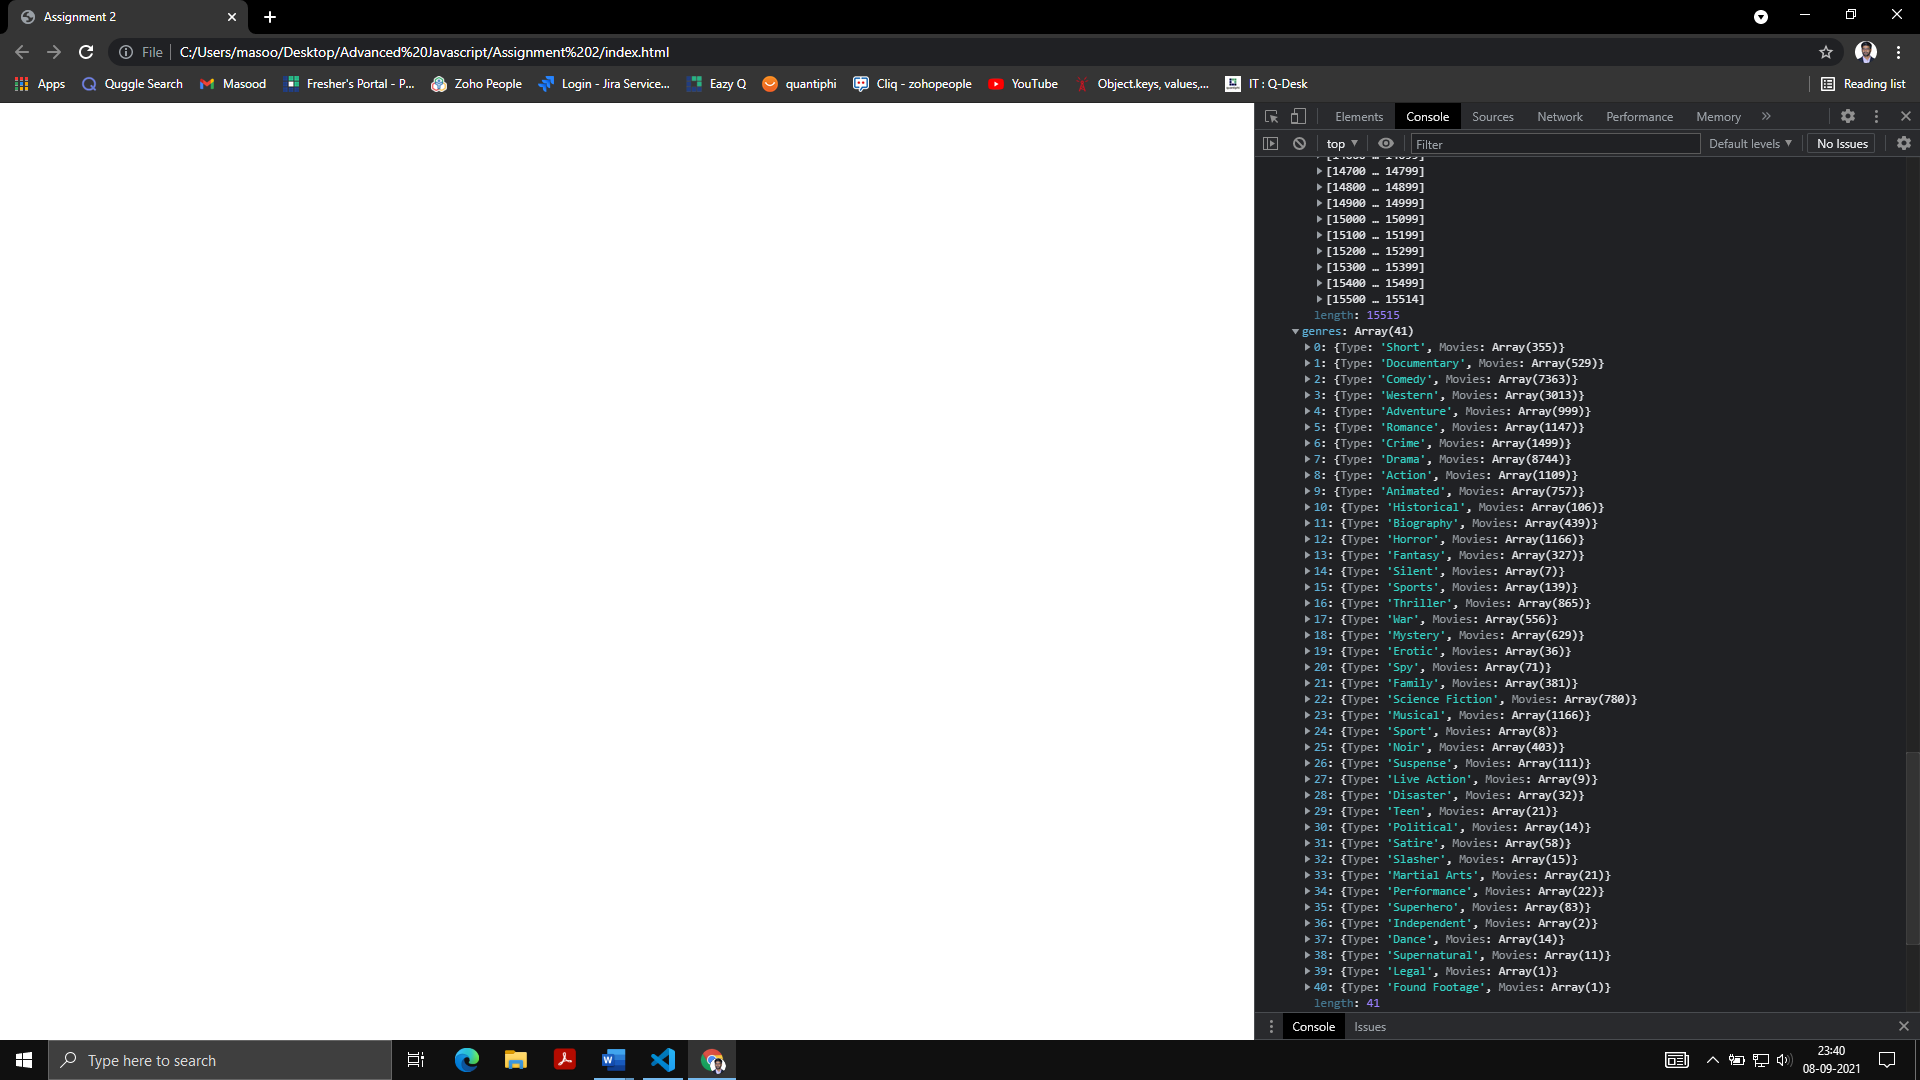 Assignment 2
File C:/Users/masoo/Desktop/Advanced%20Javascript/Assignment%202/index.html
Apps Quggle Search Masood Fresher's Portal - P... Zoho People Login - Jira Service... Eazy Q quantiphi Cliq - zohopeople YouTube Object.keys, values,... IT : Q-Desk Reading list
Elements Console Sources Network Performance Memory
top Filter Default levels No Issues
[14700 … 14799]
[14800 … 14899]
[14900 … 14999]
[15000 … 15099]
[15100 … 15199]
[15200 … 15299]
[15300 … 15399]
[15400 … 15499]
[15500 … 15514]
length: 15515
genres: Array(41)
0: {Type: 'Short', Movies: Array(355)}
1: {Type: 'Documentary', Movies: Array(529)}
2: {Type: 'Comedy', Movies: Array(7363)}
3: {Type: 'Western', Movies: Array(3013)}
4: {Type: 'Adventure', Movies: Array(999)}
5: {Type: 'Romance', Movies: Array(1147)}
6: {Type: 'Crime', Movies: Array(1499)}
7: {Type: 'Drama', Movies: Array(8744)}
8: {Type: 'Action', Movies: Array(1109)}
9: {Type: 'Animated', Movies: Array(757)}
10: {Type: 'Historical', Movies: Array(106)}
11: {Type: 'Biography', Movies: Array(439)}
12: {Type: 'Horror', Movies: Array(1166)}
13: {Type: 'Fantasy', Movies: Array(327)}
14: {Type: 'Silent', Movies: Array(7)}
15: {Type: 'Sports', Movies: Array(139)}
16: {Type: 'Thriller', Movies: Array(865)}
17: {Type: 'War', Movies: Array(556)}
18: {Type: 'Mystery', Movies: Array(629)}
19: {Type: 'Erotic', Movies: Array(36)}
20: {Type: 'Spy', Movies: Array(71)}
21: {Type: 'Family', Movies: Array(381)}
22: {Type: 'Science Fiction', Movies: Array(780)}
23: {Type: 'Musical', Movies: Array(1166)}
24: {Type: 'Sport', Movies: Array(8)}
25: {Type: 'Noir', Movies: Array(403)}
26: {Type: 'Suspense', Movies: Array(111)}
27: {Type: 'Live Action', Movies: Array(9)}
28: {Type: 'Disaster', Movies: Array(32)}
29: {Type: 'Teen', Movies: Array(21)}
30: {Type: 'Political', Movies: Array(14)}
31: {Type: 'Satire', Movies: Array(58)}
32: {Type: 'Slasher', Movies: Array(15)}
33: {Type: 'Martial Arts', Movies: Array(21)}
34: {Type: 'Performance', Movies: Array(22)}
35: {Type: 'Superhero', Movies: Array(83)}
36: {Type: 'Independent', Movies: Array(2)}
37: {Type: 'Dance', Movies: Array(14)}
38: {Type: 'Supernatural', Movies: Array(11)}
39: {Type: 'Legal', Movies: Array(1)}
40: {Type: 'Found Footage', Movies: Array(1)}
length: 41
Console Issues
Type here to search
23:40
08-09-2021